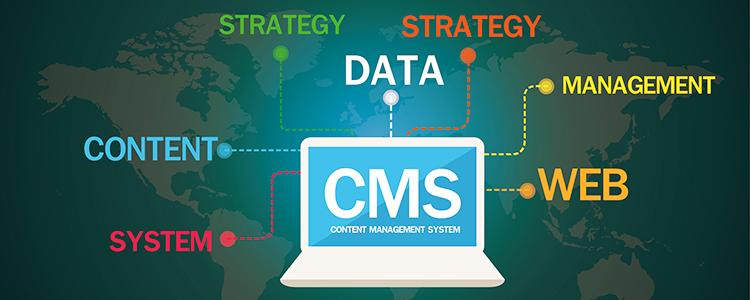 STRATEGY
STRATEGY
DATA
MANAGEMENT
CONTENT
WEB
SYSTEM
CMS
CONTENT MANAGEMENT SYSTEM